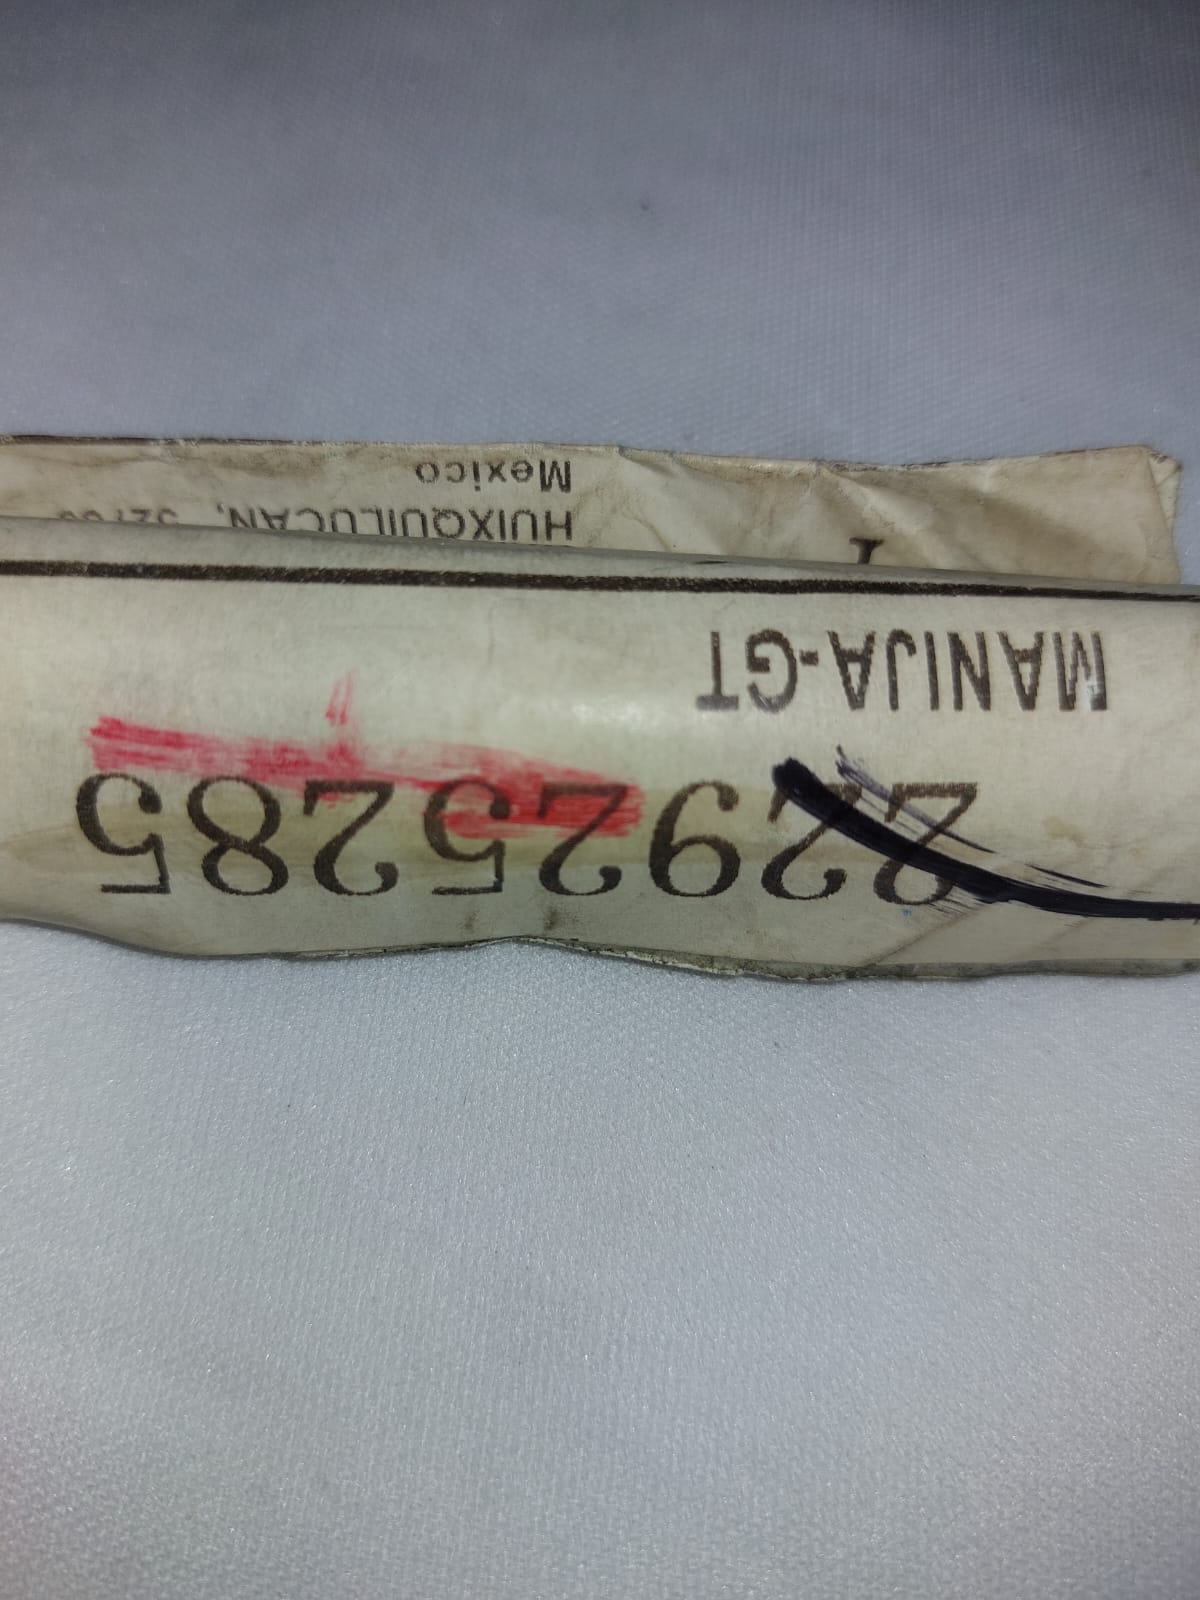 22925285
MANIJA-GT
HUIXQUILUCAN,
Mexico